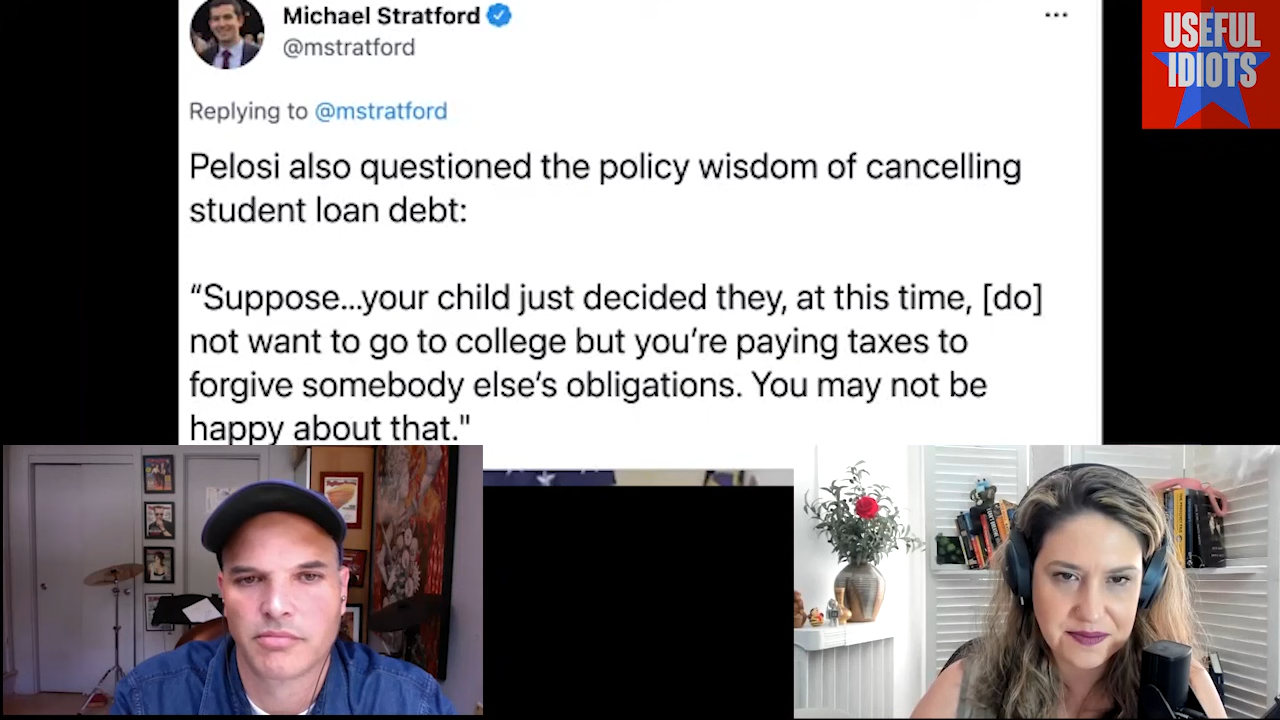 Michael Stratford
@mstratford
Replying to @mstratford
Pelosi also questioned the policy wisdom of cancelling
student loan debt:
“Suppose...your child just decided they, at this time, [do]
not want to go to college but you’re paying taxes to
forgive somebody else’s obligations. You may not be
happy about that."
USEFUL
IDIOTS